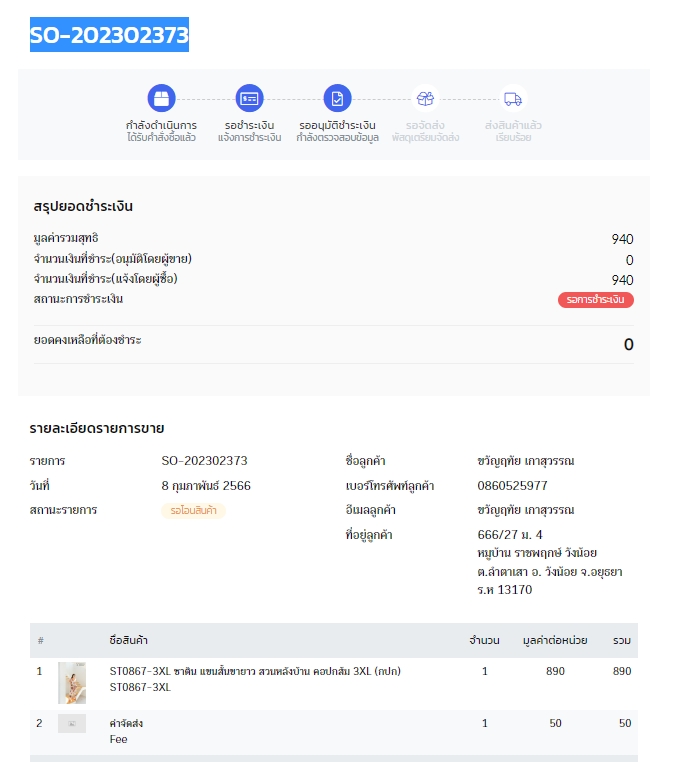 SO-202302373
กำลังดำเนินการ
ได้รับคำสั่งซื้อแล้ว
รอชำระเงิน
แจ้งการชำระเงิน
รออนุมัติชำระเงิน
กำลังตรวจสอบข้อมูล
รอจัดส่ง
พัสดุเตรียมจัดส่ง
ส่งสินค้าแล้ว
เรียบร้อย
สรุปยอดชำระเงิน
มูลค่ารวมสุทธิ 940
จำนวนเงินที่ชำระ(อนุมัติโดยผู้ขาย) 0
จำนวนเงินที่ชำระ(แจ้งโดยผู้ซื้อ) 940
สถานะการชำระเงิน รอการชำระเงิน
ยอดคงเหลือที่ต้องชำระ 0
รายละเอียดรายการขาย
รายการ SO-202302373
วันที่ 8 กุมภาพันธ์ 2566
สถานะรายการ รอโอนสินค้า
ชื่อลูกค้า ขวัญฤทัย เกาสุวรรณ
เบอร์โทรศัพท์ลูกค้า 0860525977
อีเมลลูกค้า ขวัญฤทัย เกาสุวรรณ
ที่อยู่ลูกค้า 666/27 ม. 4
หมู่บ้าน ราชพฤกษ์ วังน้อย
ต.ลำตาเสา อ. วังน้อย จ.อยุธยา
ร.ห 13170
# ชื่อสินค้า จำนวน มูลค่าต่อหน่วย รวม
1 ST0867-3XL ซาติน แขนสั้นขายาว สวนหลังบ้าน คอปกส้ม 3XL (กปก) 1 890 890
ST0867-3XL
2 ค่าจัดส่ง 1 50 50
Fee